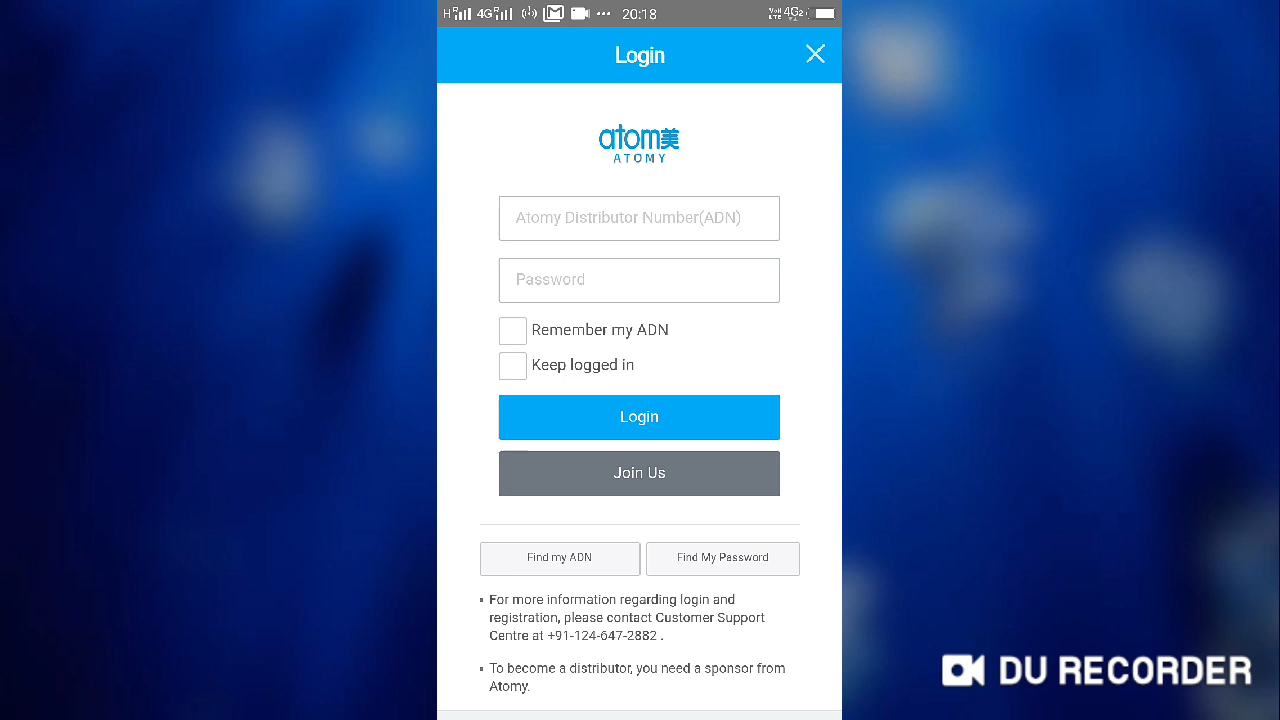 H R 4G R 20:18 VoLTE 4G2
Login
atom美
ATOMY
Atomy Distributor Number(ADN)
Password
Remember my ADN
Keep logged in
Login
Join Us
Find my ADN Find My Password
For more information regarding login and
registration, please contact Customer Support
Centre at +91-124-647-2882 .
To become a distributor, you need a sponsor from
Atomy.
DU RECORDER